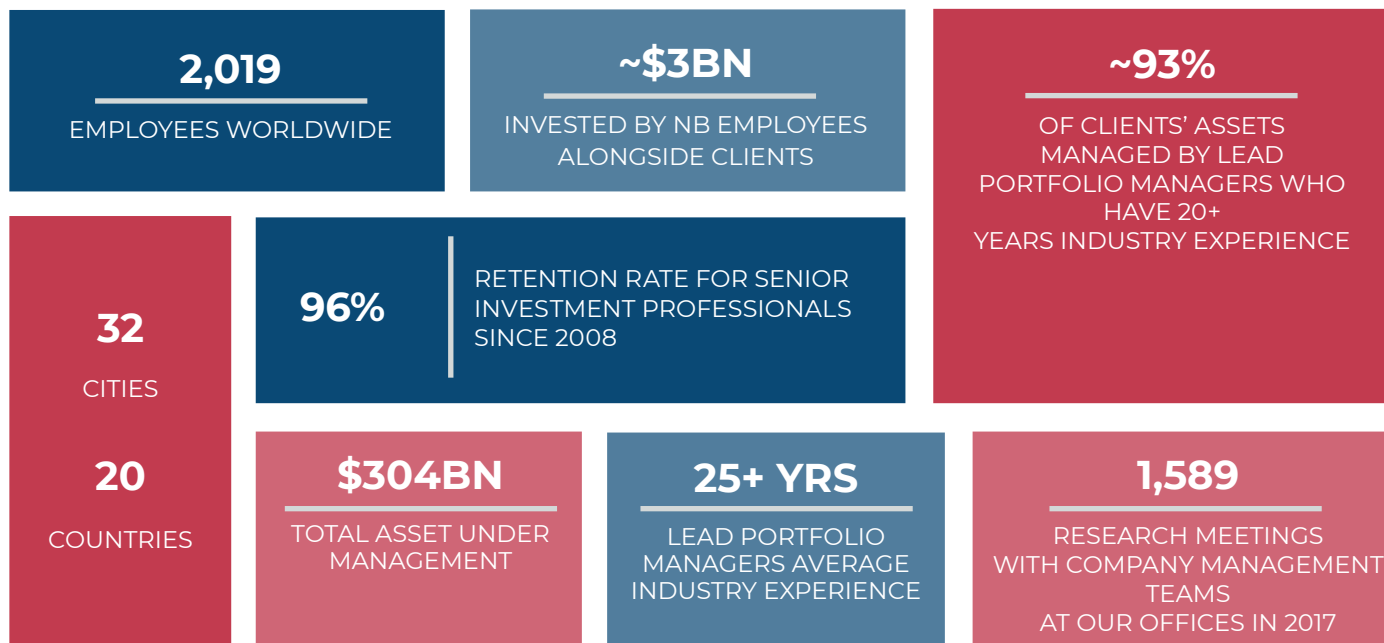 2,019
EMPLOYEES WORLDWIDE
~$3BN
INVESTED BY NB EMPLOYEES
ALONGSIDE CLIENTS
~93%
OF CLIENTS’ ASSETS
MANAGED BY LEAD
PORTFOLIO MANAGERS WHO
HAVE 20+
YEARS INDUSTRY EXPERIENCE
32
CITIES
20
COUNTRIES
96%
RETENTION RATE FOR SENIOR
INVESTMENT PROFESSIONALS
SINCE 2008
$304BN
TOTAL ASSET UNDER
MANAGEMENT
25+ YRS
LEAD PORTFOLIO
MANAGERS AVERAGE
INDUSTRY EXPERIENCE
1,589
RESEARCH MEETINGS
WITH COMPANY MANAGEMENT
TEAMS
AT OUR OFFICES IN 2017